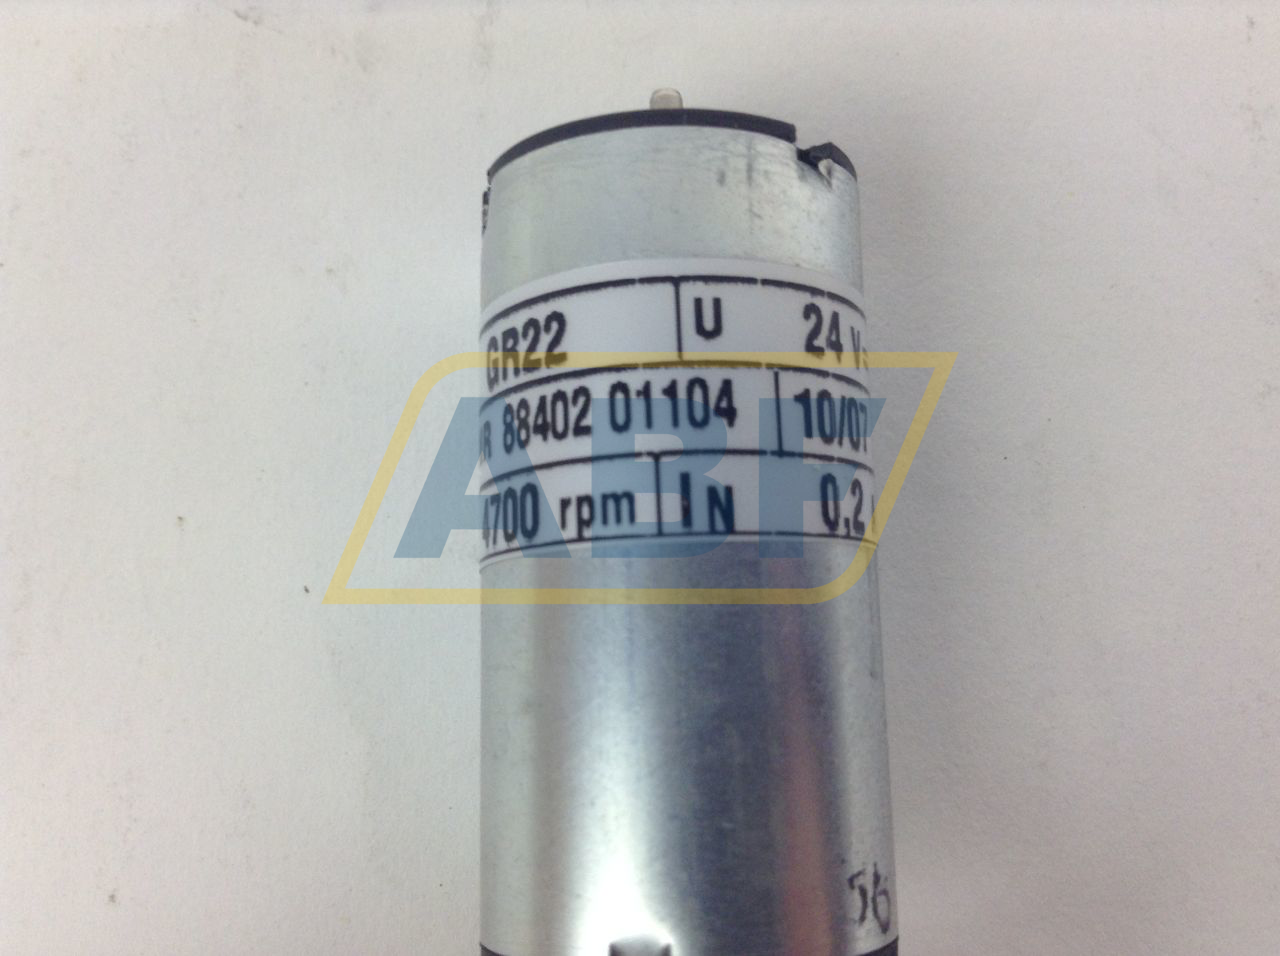 GR22 U 24 V
88402 01104 10/07
4700 rpm IN 0,2
ABF
56